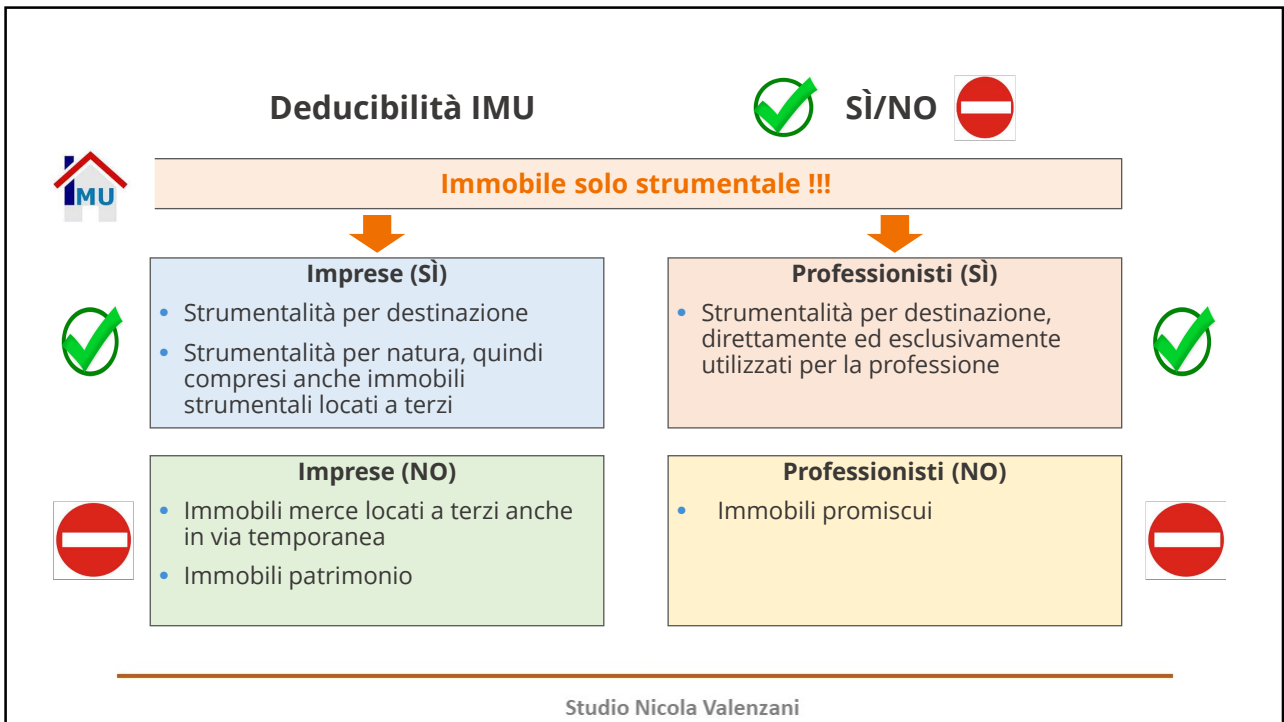 Deducibilità IMU
SÌ/NO
IMU
Immobile solo strumentale !!!
Imprese (SÌ)
• Strumentalità per destinazione
• Strumentalità per natura, quindi
compresi anche immobili
strumentali locati a terzi
Professionisti (SÌ)
• Strumentalità per destinazione,
direttamente ed esclusivamente
utilizzati per la professione
Imprese (NO)
• Immobili merce locati a terzi anche
in via temporanea
• Immobili patrimonio
Professionisti (NO)
• Immobili promiscui
Studio Nicola Valenzani